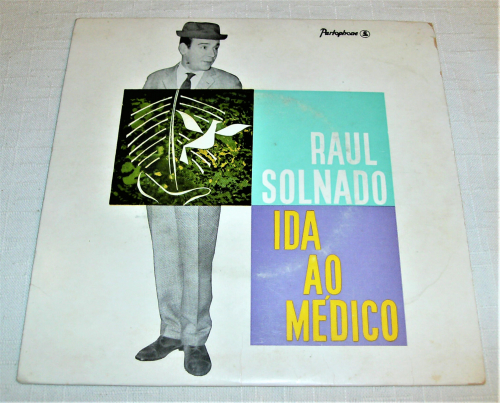 Parlophone
RAUL
SOLNADO
IDA
AO
MÉDICO